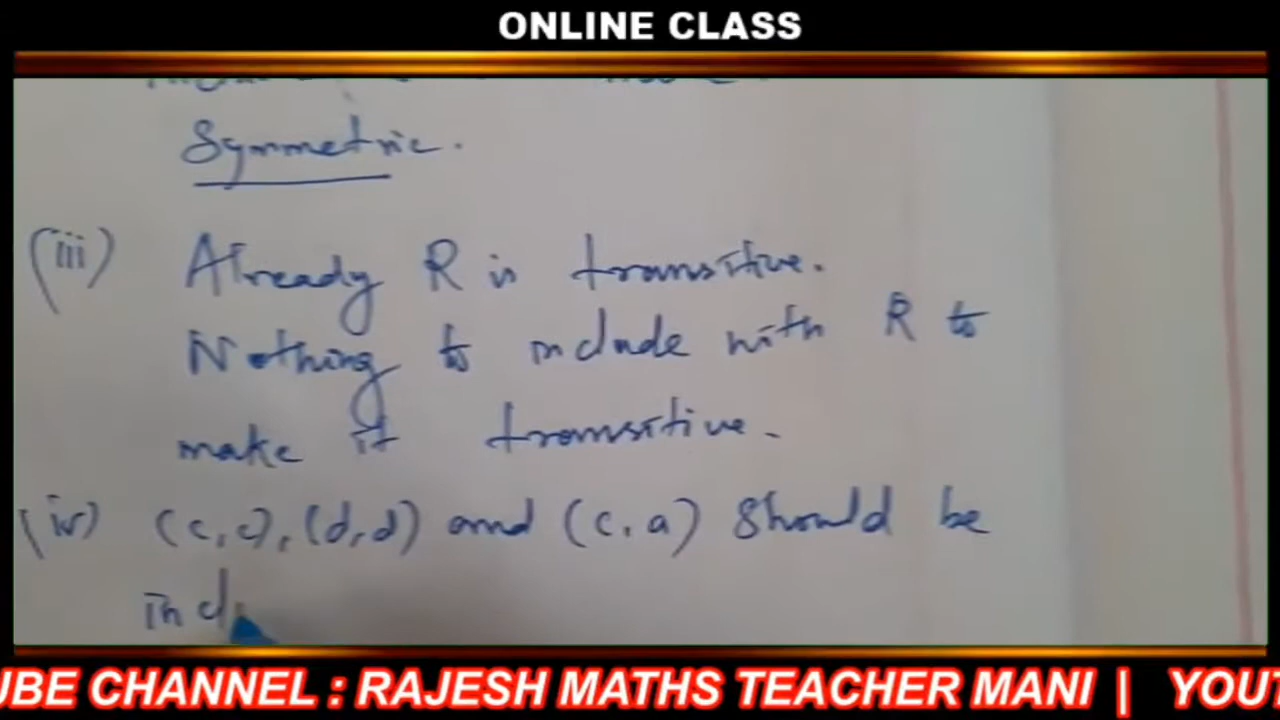 ONLINE CLASS
Symmetric.
(iii) Already R is transitive.
Nothing to include with R to
make it transitive.
(iv) (c,c), (d,d) and (c,a) should be
incl
UBE CHANNEL : RAJESH MATHS TEACHER MANI | YOUT